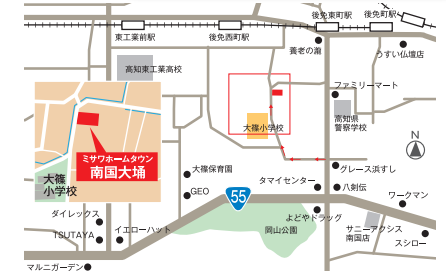 後免東町駅
後免町駅
東工業前駅
後免西町駅
養老の瀧
うすい仏壇店
高知東工業高校
ファミリーマート
高知県
警察学校
大篠小学校
N
ミサワホームタウン
南国大埇
大篠
小学校
大篠保育園
GEO
グレース浜すし
タマイセンター
八剣伝
ワークマン
55
ダイレックス
TSUTAYA
イエローハット
よどやドラッグ
岡山公園
サニーアクシス
南国店
スシロー
マルニガーデン